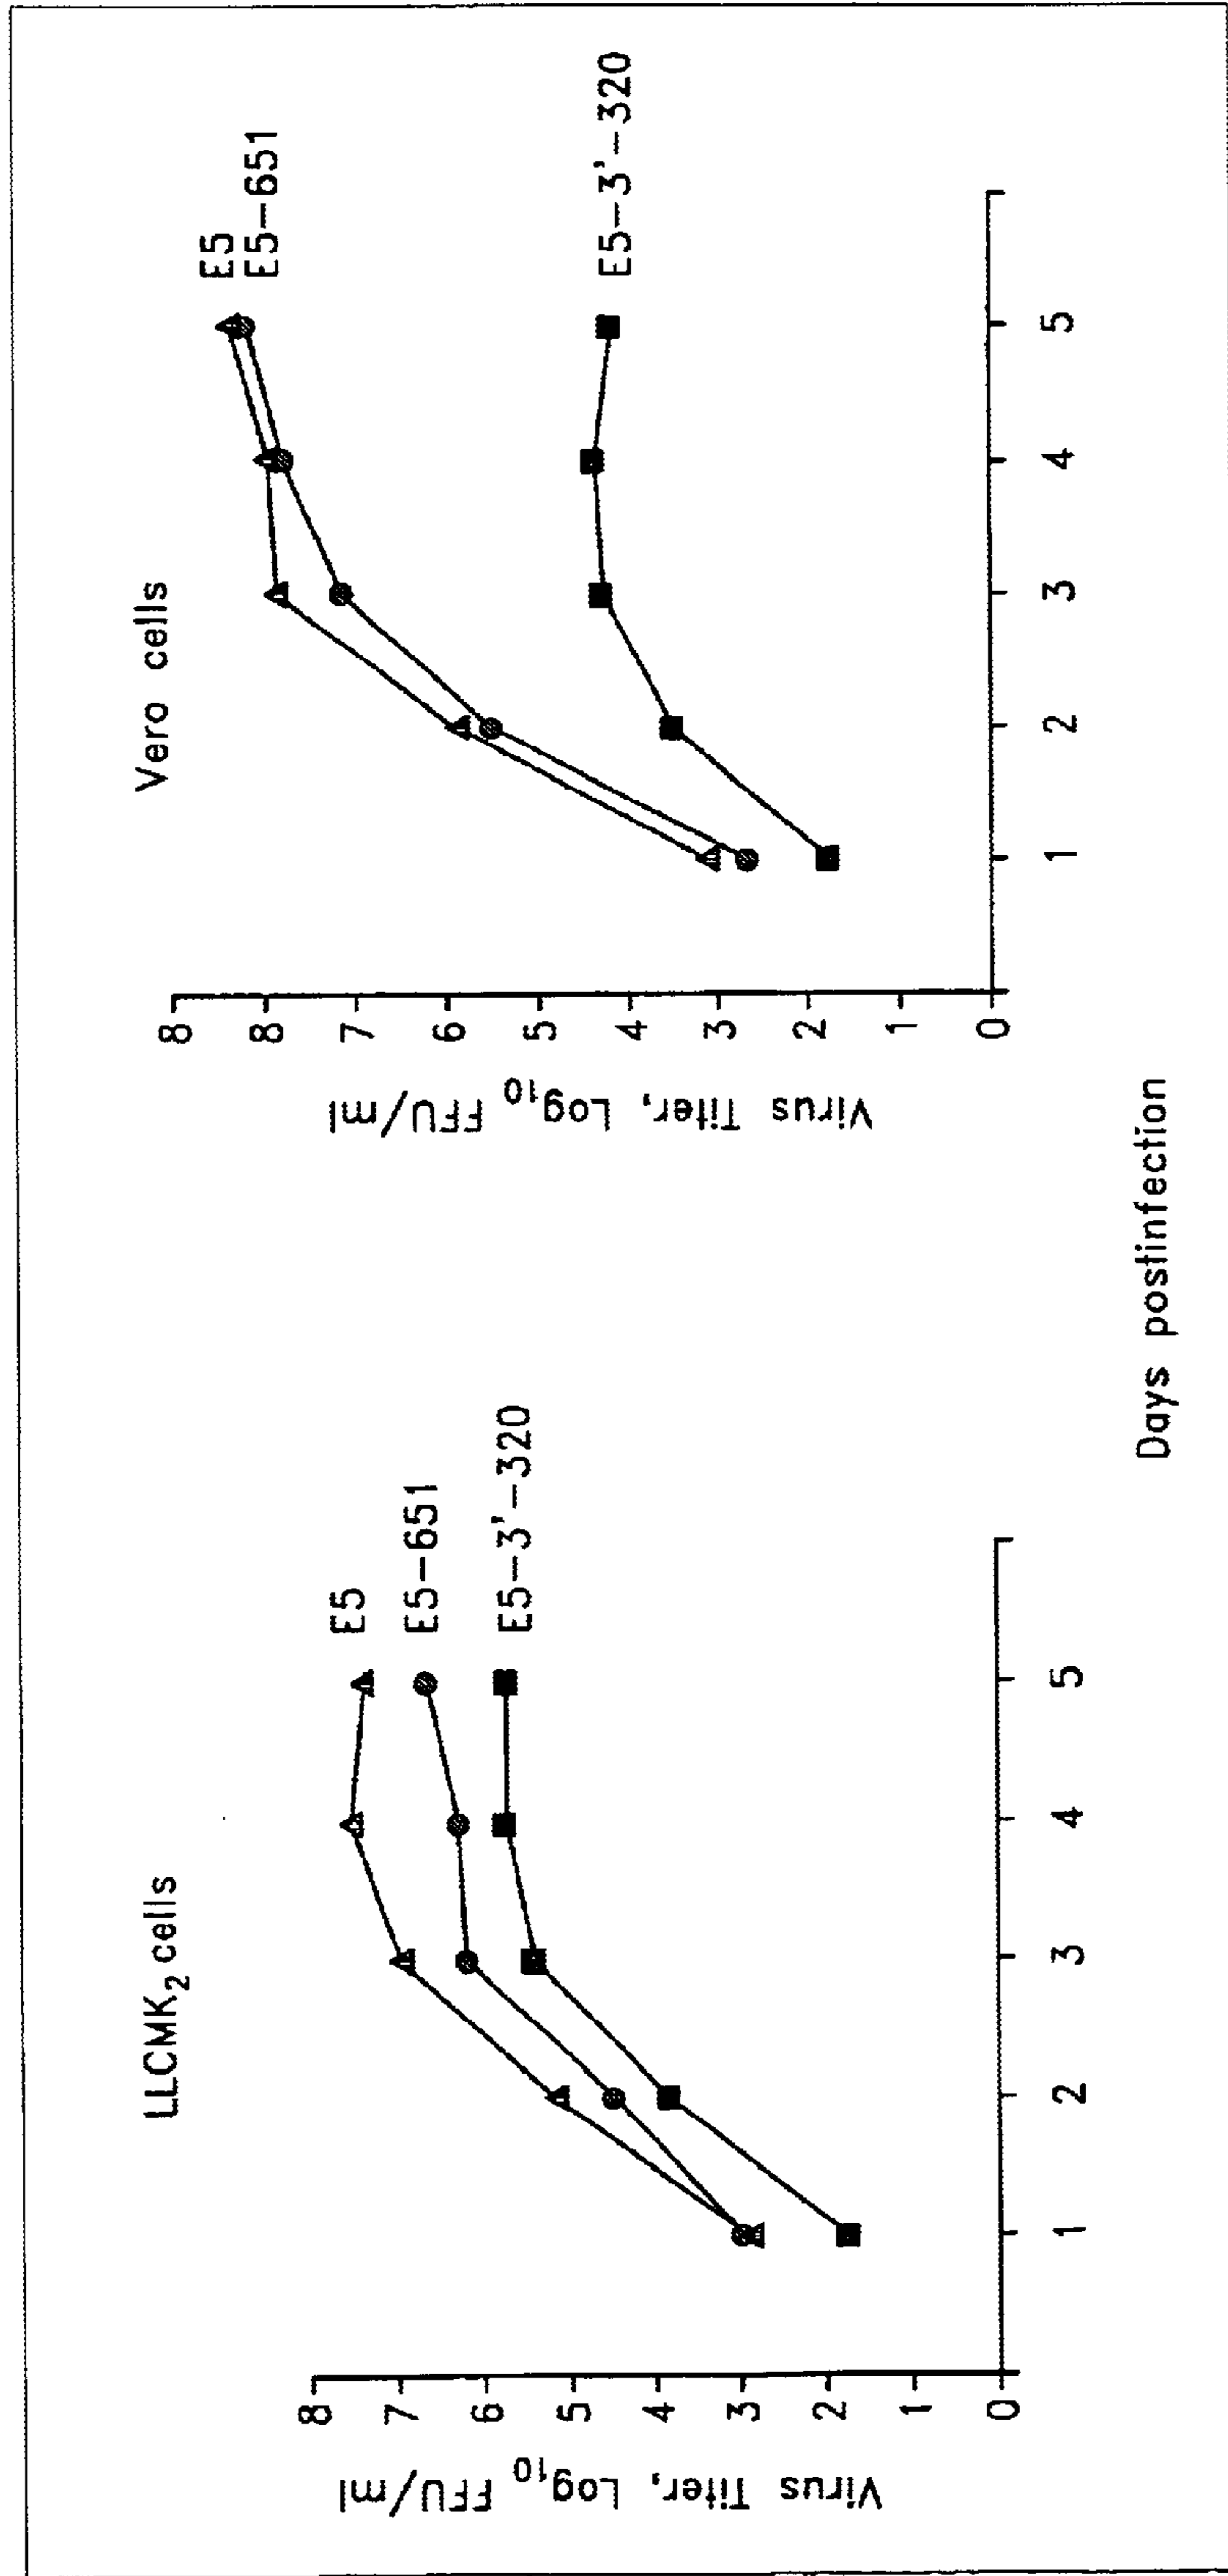 LLCMK2 cells
Virus Titer, Log10 FFU/ml
8
7
6
5
4
3
2
1
0
E5
E5-651
E5-3'-320
1 2 3 4 5
Vero cells
Virus Titer, Log10 FFU/ml
8
8
7
6
5
4
3
2
1
0
E5
E5-651
E5-3'-320
1 2 3 4 5
Days postinfection